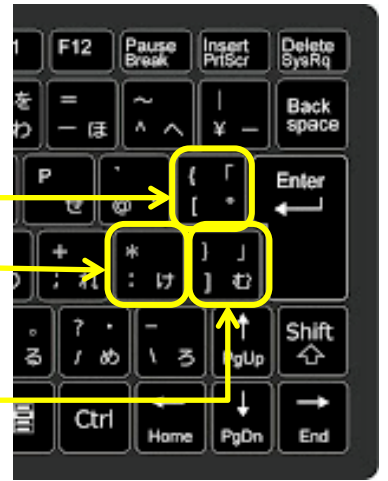 1 F12 Pause Insert Delete
Break PrtScr SysRq
を = ~ | Back
わ - ほ ^ へ ¥ ー space
P ` { 「 Enter
せ @ [ ゜ ←
+ * } 」
; れ : け ] む
。 ? ・ _ ↑ Shift
る / め \ ろ PgUp ⇧
Ctrl ← ↓ →
Home PgDn End